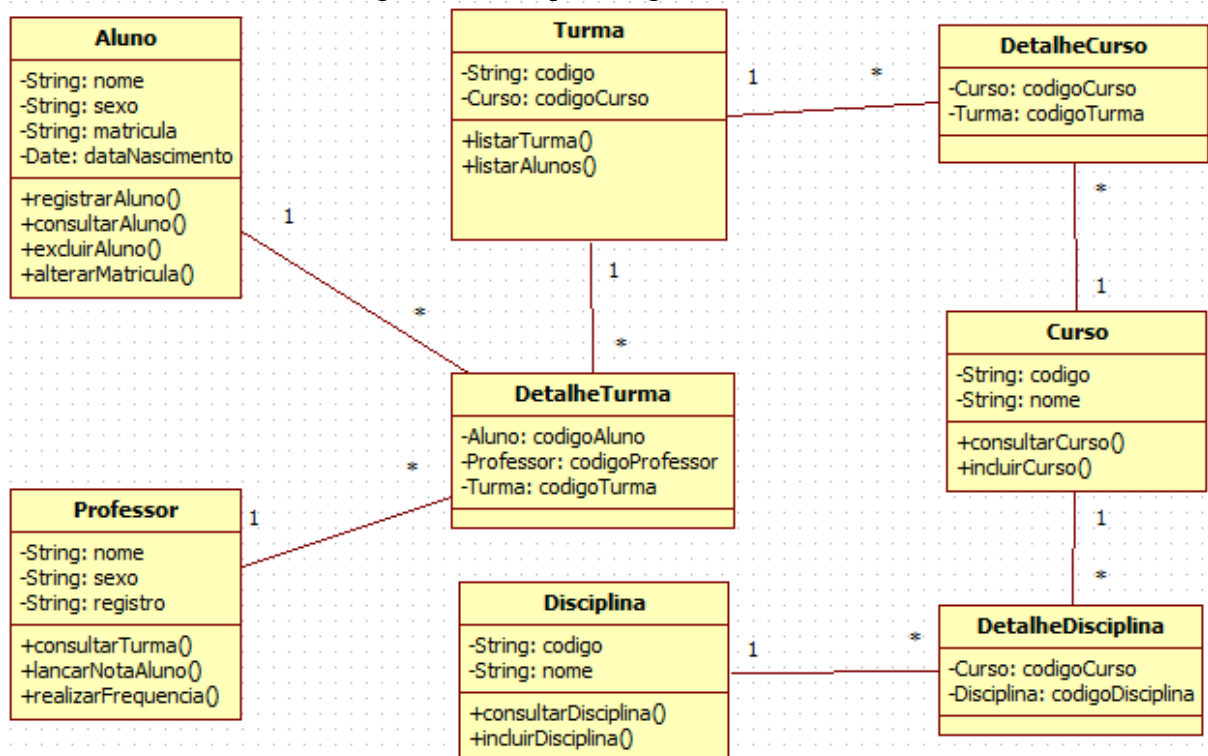 Aluno
-String: nome
-String: sexo
-String: matricula
-Date: dataNascimento
+registrarAluno()
+consultarAluno()
+excluirAluno()
+alterarMatricula()
Turma
-String: codigo
-Curso: codigoCurso
+listarTurma()
+listarAlunos()
1
*
DetalheCurso
-Curso: codigoCurso
-Turma: codigoTurma
*
1
1
*
1
*
Curso
-String: codigo
-String: nome
+consultarCurso()
+incluirCurso()
DetalheTurma
-Aluno: codigoAluno
-Professor: codigoProfessor
-Turma: codigoTurma
*
1
Professor
-String: nome
-String: sexo
-String: registro
+consultarTurma()
+lancarNotaAluno()
+realizarFrequencia()
1
*
Disciplina
-String: codigo
-String: nome
+consultarDisciplina()
+incluirDisciplina()
1
*
DetalheDisciplina
-Curso: codigoCurso
-Disciplina: codigoDisciplina